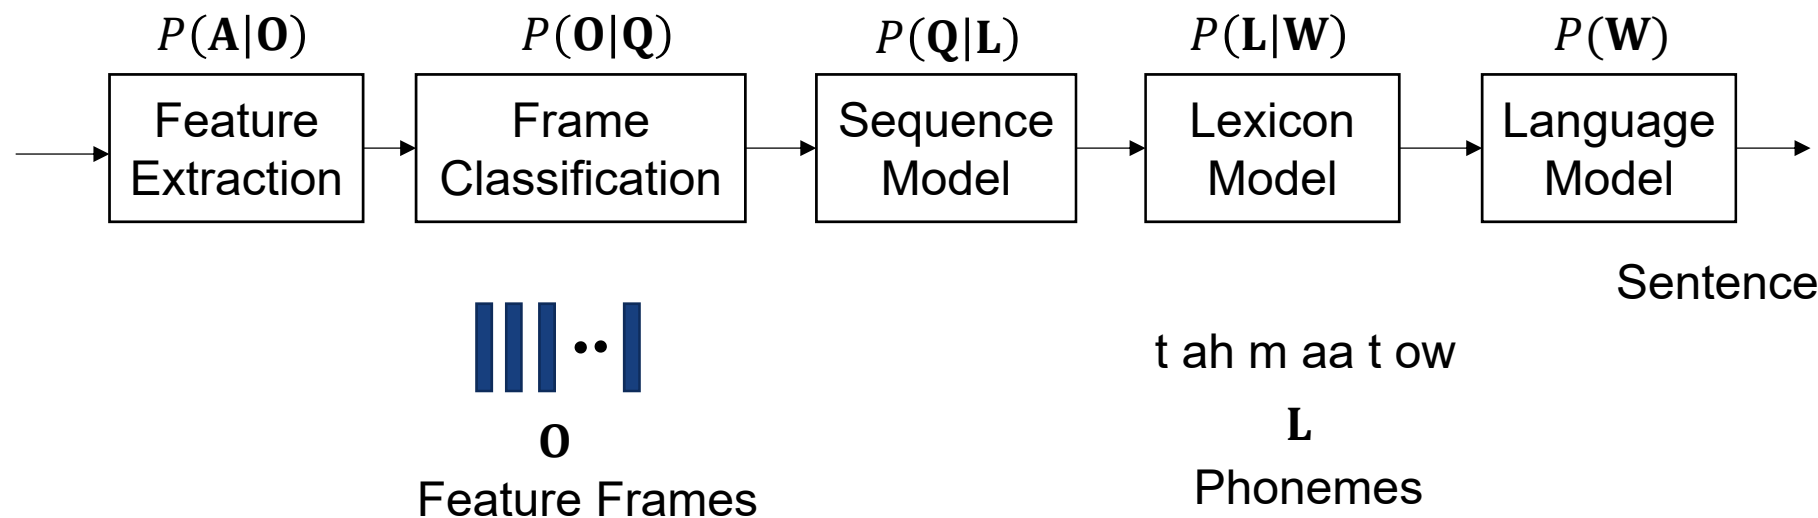 P(A|O)
P(O|Q)
P(Q|L)
P(L|W)
P(W)
Feature
Extraction
Frame
Classification
Sequence
Model
Lexicon
Model
Language
Model
Sentence
t ah m aa t ow
O
L
Feature Frames
Phonemes